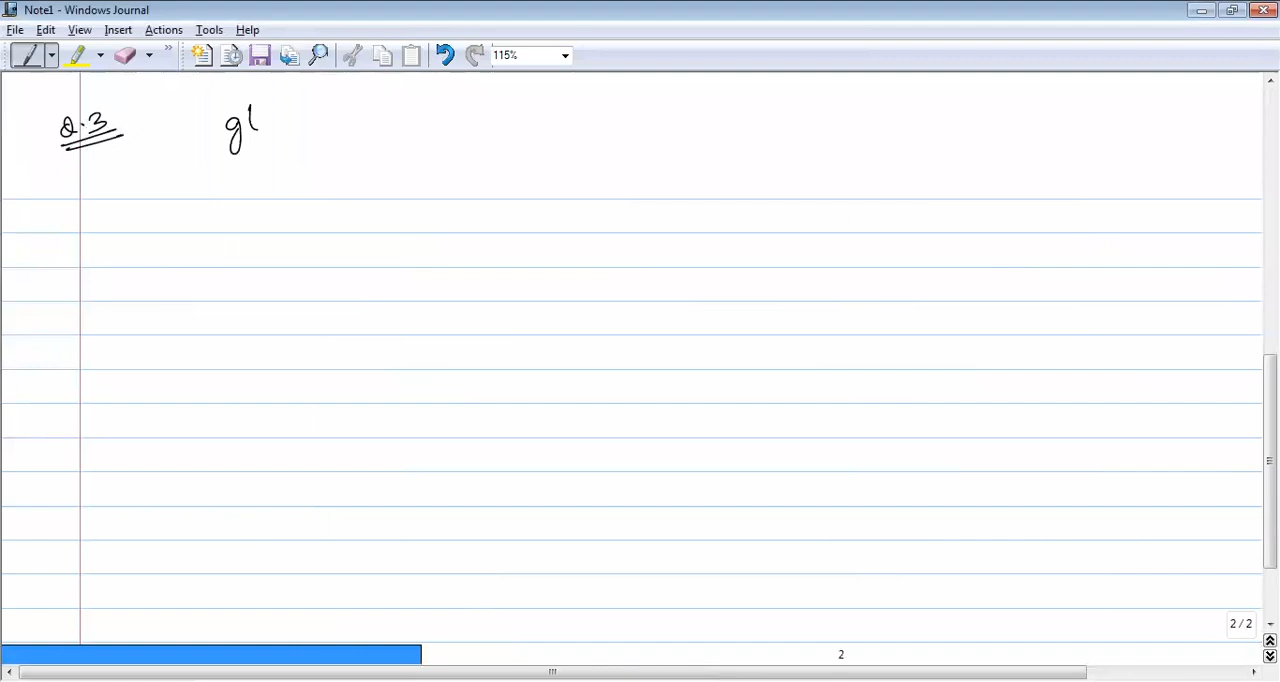 Note1 - Windows Journal
File Edit View Insert Actions Tools Help
115%
Q.3 g(
2 / 2
2